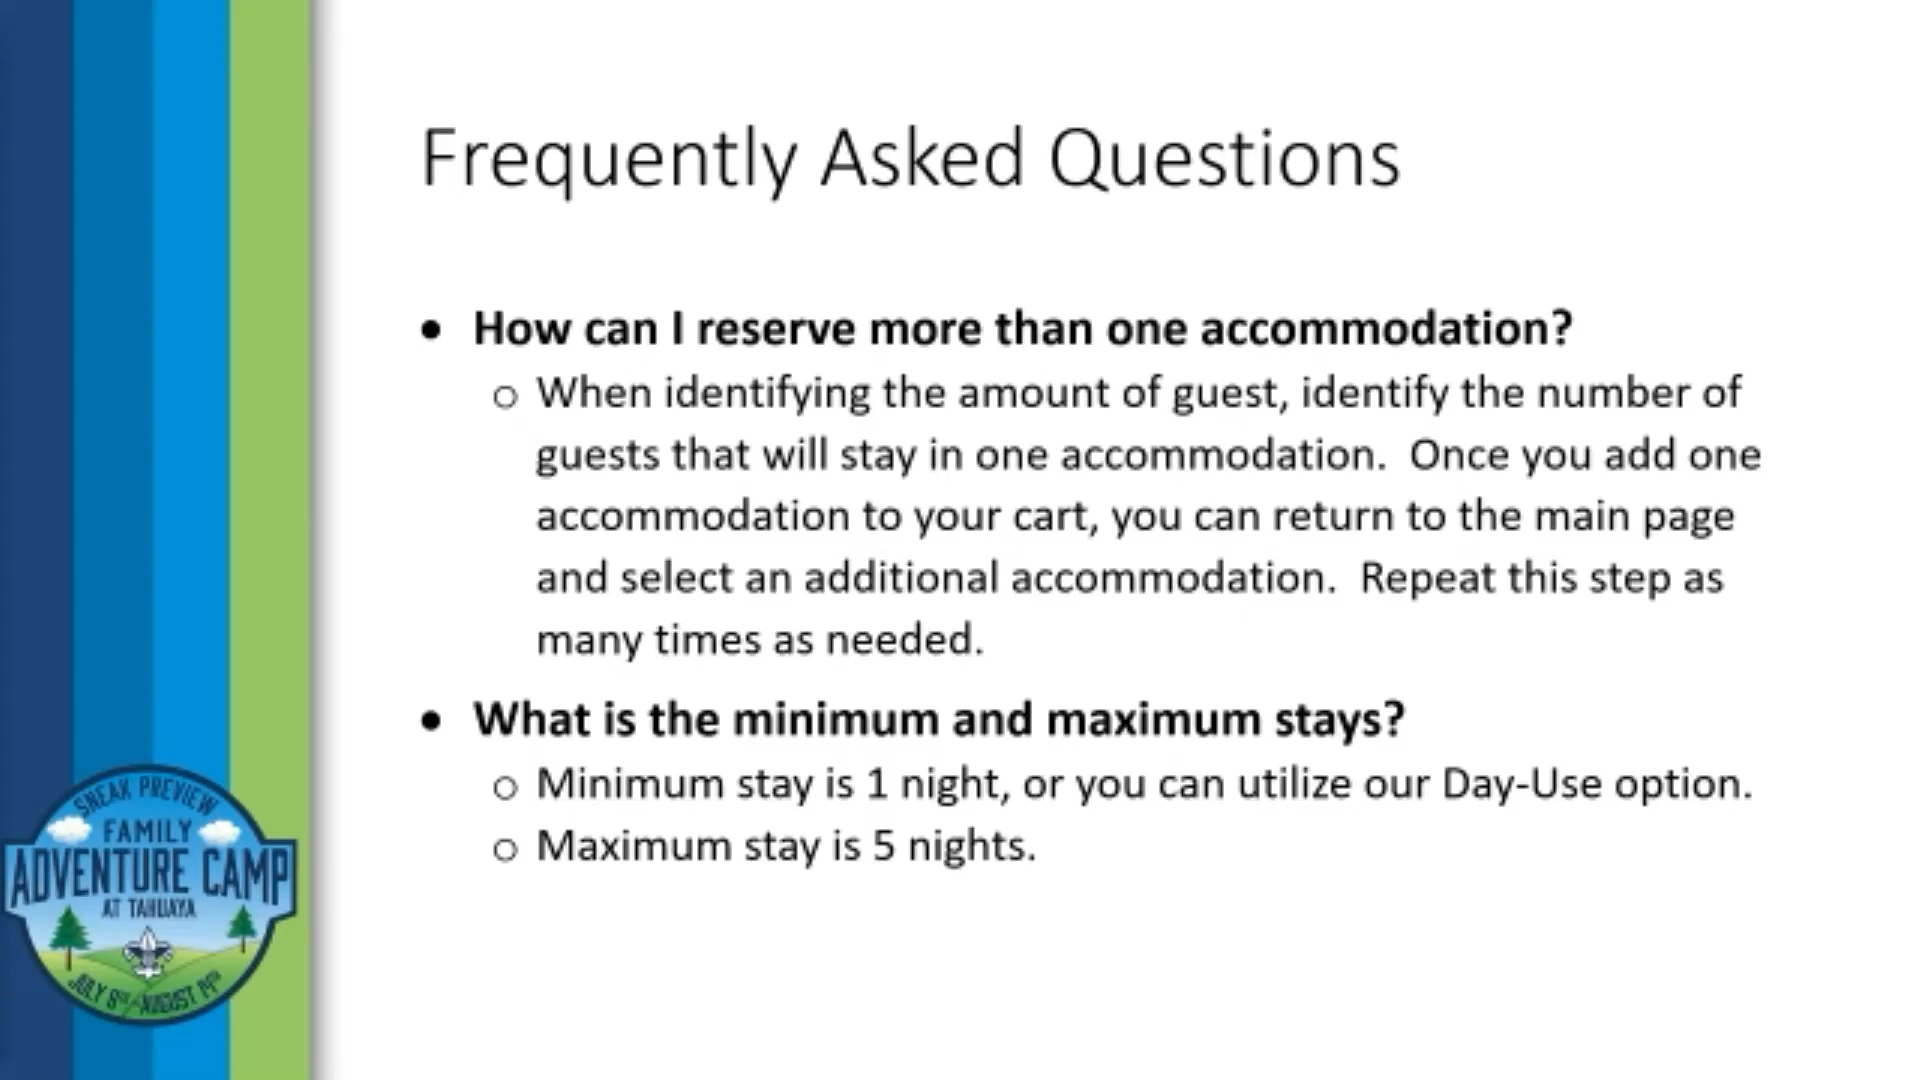 Frequently Asked Questions
• How can I reserve more than one accommodation?
o When identifying the amount of guest, identify the number of
guests that will stay in one accommodation.  Once you add one
accommodation to your cart, you can return to the main page
and select an additional accommodation.  Repeat this step as
many times as needed.
• What is the minimum and maximum stays?
o Minimum stay is 1 night, or you can utilize our Day-Use option.
o Maximum stay is 5 nights.
SNEAK PREVIEW
FAMILY
ADVENTURE CAMP
AT TAHUAYA
JULY AUGUST